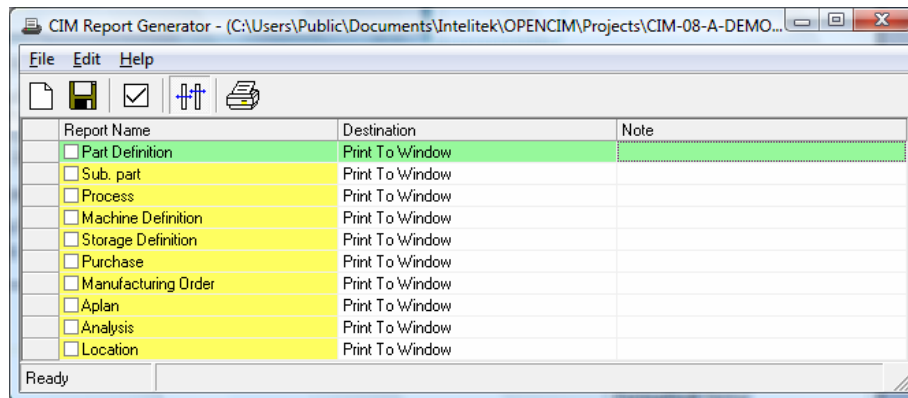 CIM Report Generator - (C:\Users\Public\Documents\Intelitek\OPENCIM\Projects\CIM-08-A-DEMO...
File Edit Help
Report Name Destination Note
Part Definition Print To Window
Sub. part Print To Window
Process Print To Window
Machine Definition Print To Window
Storage Definition Print To Window
Purchase Print To Window
Manufacturing Order Print To Window
Aplan Print To Window
Analysis Print To Window
Location Print To Window
Ready